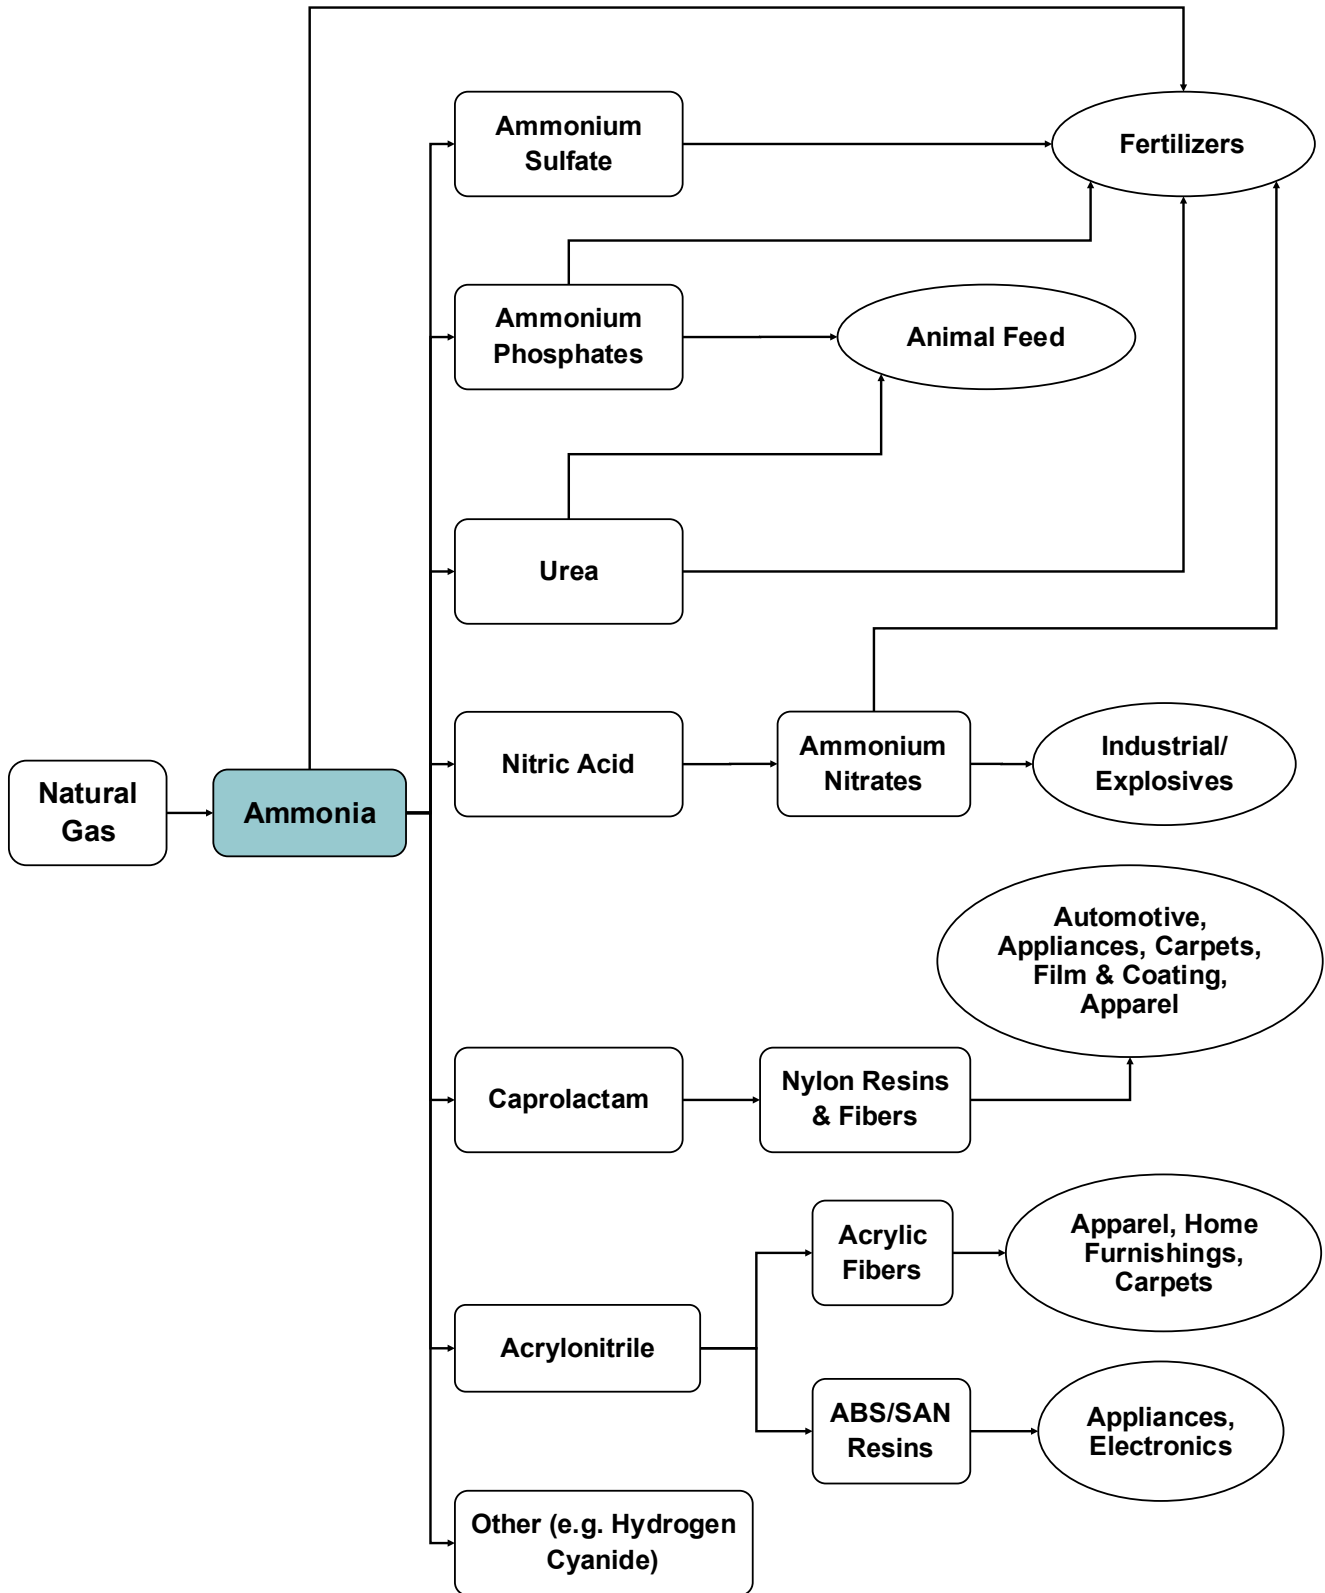 Ammonium
Sulfate
Fertilizers
Ammonium
Phosphates
Animal Feed
Urea
Nitric Acid
Ammonium
Nitrates
Industrial/
Explosives
Natural
Gas
Ammonia
Automotive,
Appliances, Carpets,
Film & Coating,
Apparel
Caprolactam
Nylon Resins
& Fibers
Acrylic
Fibers
Apparel, Home
Furnishings,
Carpets
Acrylonitrile
ABS/SAN
Resins
Appliances,
Electronics
Other (e.g. Hydrogen
Cyanide)